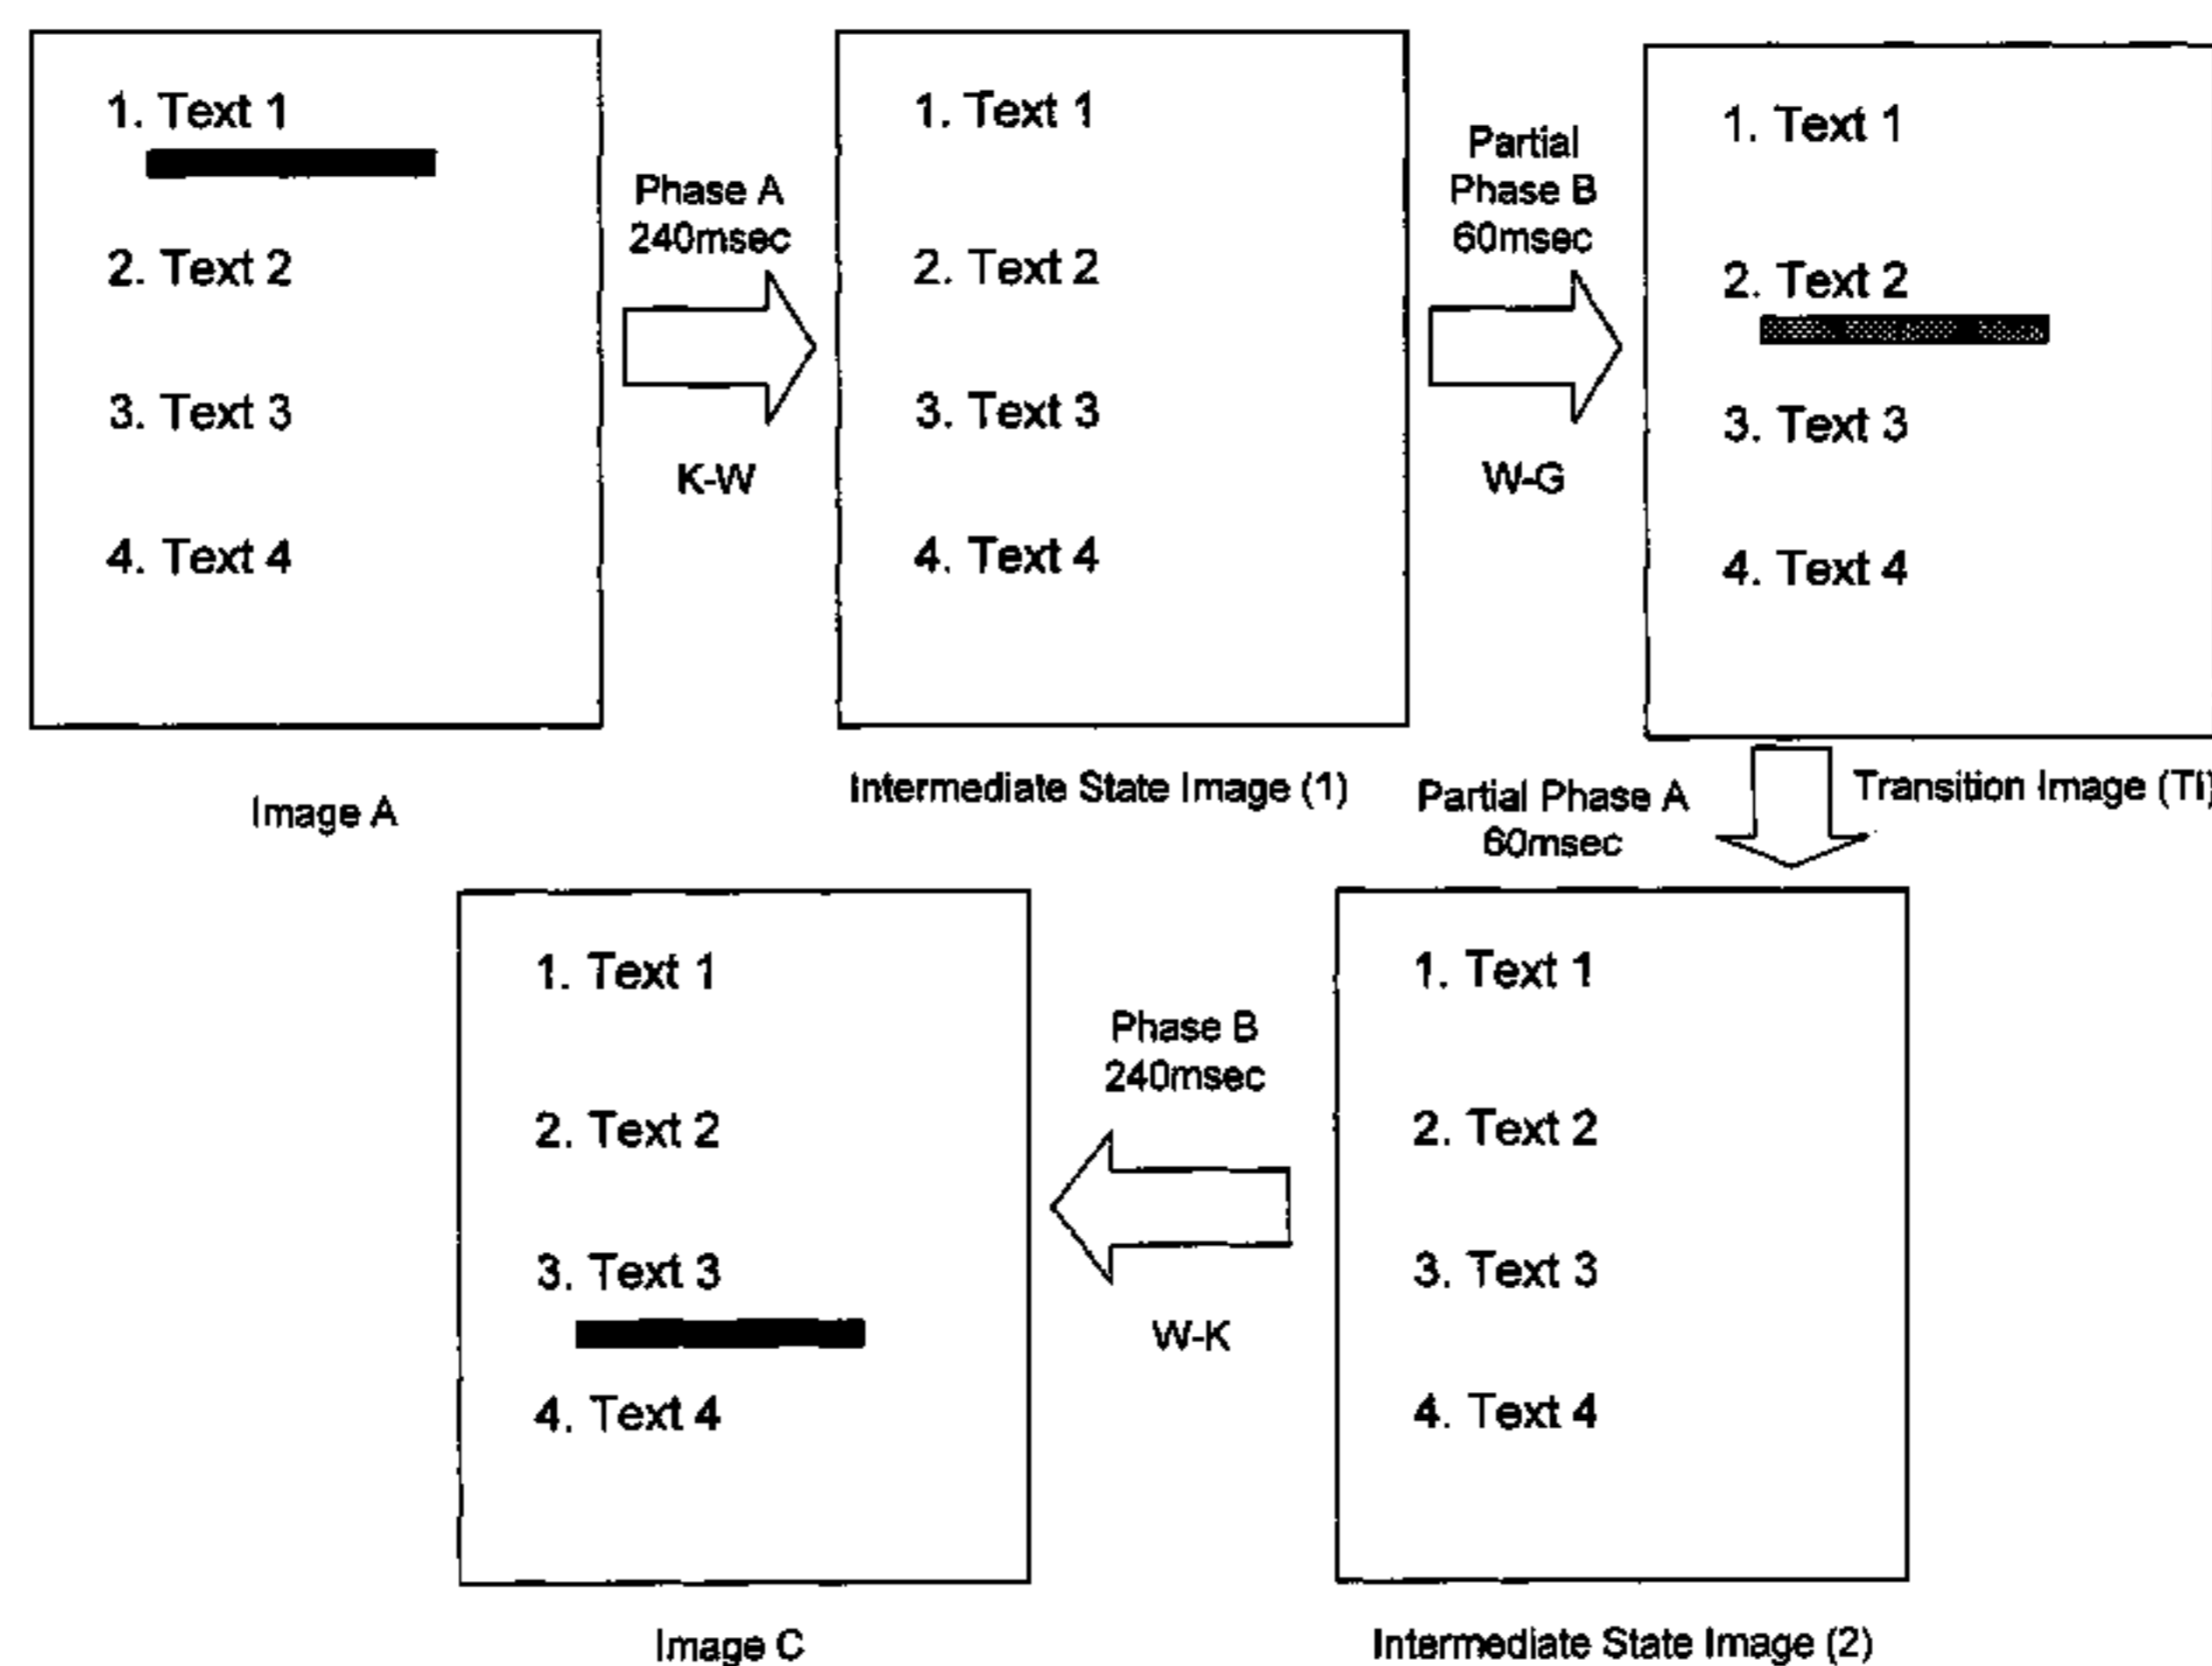 1. Text 1
2. Text 2
3. Text 3
4. Text 4
Image A
Phase A
240msec
K-W
1. Text 1
2. Text 2
3. Text 3
4. Text 4
Intermediate State Image (1)
Partial
Phase B
60msec
W-G
1. Text 1
2. Text 2
3. Text 3
4. Text 4
Transition Image (TI)
Partial Phase A
60msec
1. Text 1
2. Text 2
3. Text 3
4. Text 4
Intermediate State Image (2)
Phase B
240msec
W-K
1. Text 1
2. Text 2
3. Text 3
4. Text 4
Image C